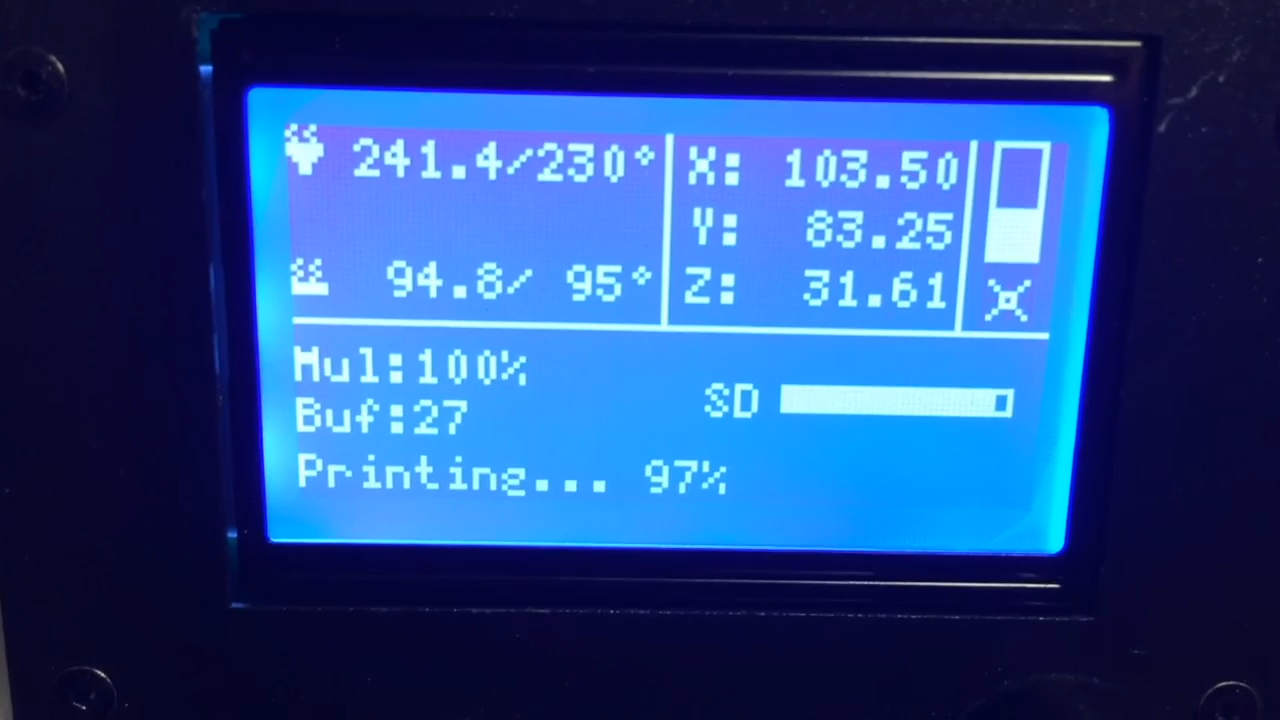 241.4/230° X: 103.50
Y: 83.25
94.8/ 95° Z: 31.61
Mul:100%
SD
Buf:27
Printing... 97%